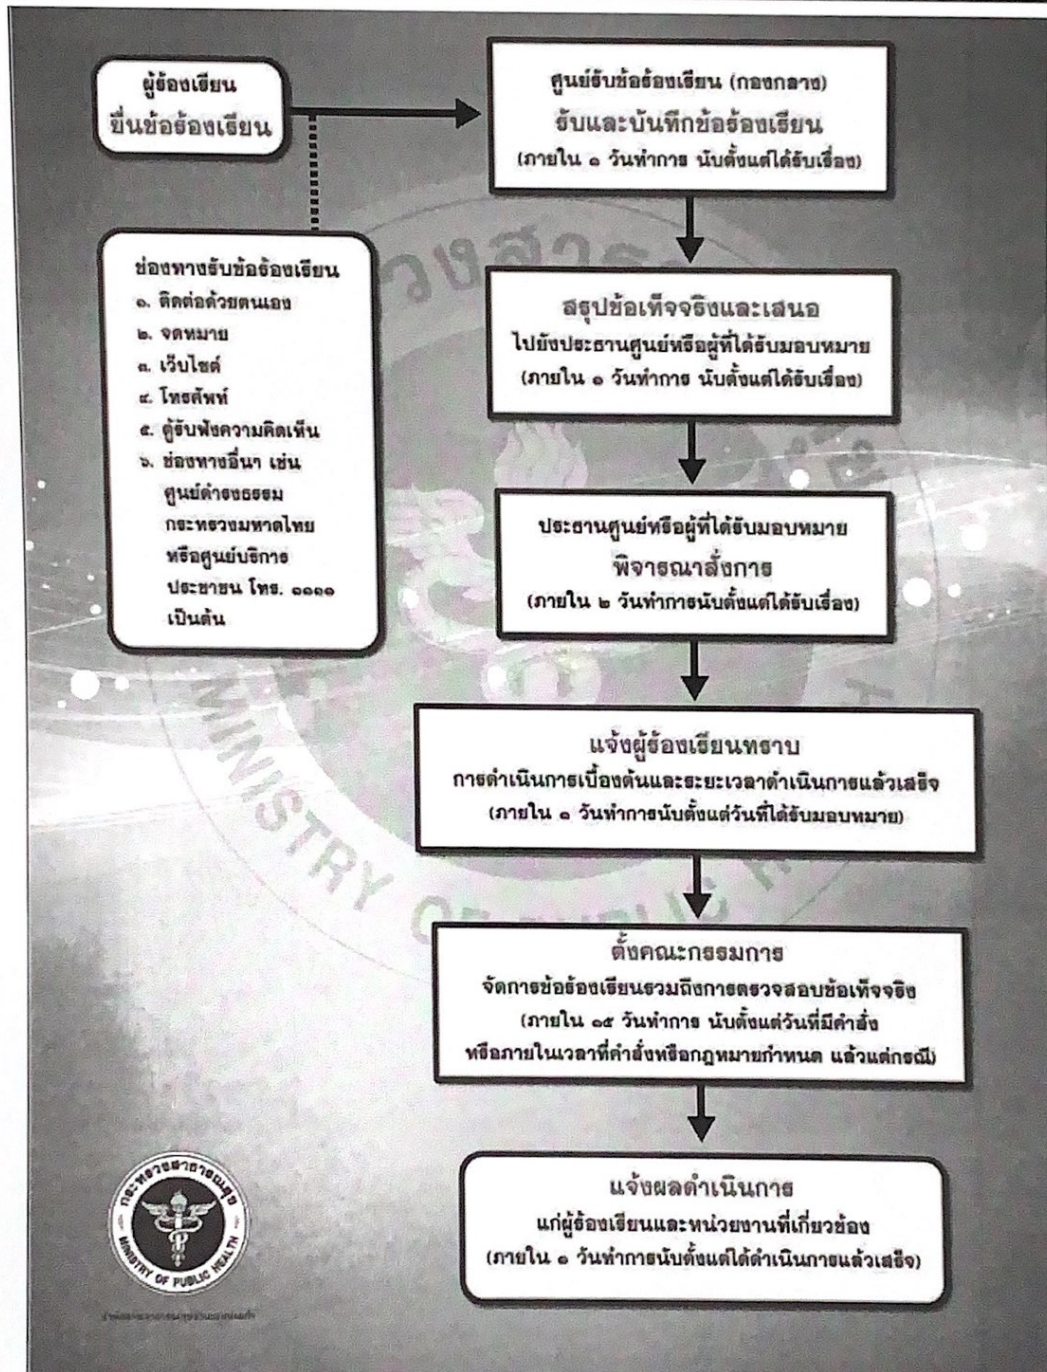 ผู้ร้องเรียน
ยื่นข้อร้องเรียน
ศูนย์รับข้อร้องเรียน (กองกลาง)
รับและบันทึกข้อร้องเรียน
(ภายใน ๑ วันทำการ นับตั้งแต่ได้รับเรื่อง)
ช่องทางรับข้อร้องเรียน
๑. ติดต่อด้วยตนเอง
๒. จดหมาย
๓. เว็บไซต์
๔. โทรศัพท์
๕. ตู้รับฟังความคิดเห็น
๖. ช่องทางอื่นๆ เช่น
ศูนย์ดำรงธรรม
กระทรวงมหาดไทย
หรือศูนย์บริการ
ประชาชน โทร. ๑๑๑๑
เป็นต้น
สรุปข้อเท็จจริงและเสนอ
ไปยังประธานศูนย์หรือผู้ที่ได้รับมอบหมาย
(ภายใน ๑ วันทำการ นับตั้งแต่ได้รับเรื่อง)
ประธานศูนย์หรือผู้ที่ได้รับมอบหมาย
พิจารณาสั่งการ
(ภายใน ๒ วันทำการนับตั้งแต่ได้รับเรื่อง)
แจ้งผู้ร้องเรียนทราบ
การดำเนินการเบื้องต้นและระยะเวลาดำเนินการแล้วเสร็จ
(ภายใน ๑ วันทำการนับตั้งแต่วันที่ได้รับมอบหมาย)
MINISTRY OF PUBLIC
ตั้งคณะกรรมการ
จัดการข้อร้องเรียนรวมถึงการตรวจสอบข้อเท็จจริง
(ภายใน ๑๕ วันทำการ นับตั้งแต่วันที่มีคำสั่ง
หรือภายในเวลาที่คำสั่งหรือกฎหมายกำหนด แล้วแต่กรณี)
แจ้งผลดำเนินการ
แก่ผู้ร้องเรียนและหน่วยงานที่เกี่ยวข้อง
(ภายใน ๑ วันทำการนับตั้งแต่ได้ดำเนินการแล้วเสร็จ)
กระทรวงสาธารณสุข
MINISTRY OF PUBLIC HEALTH